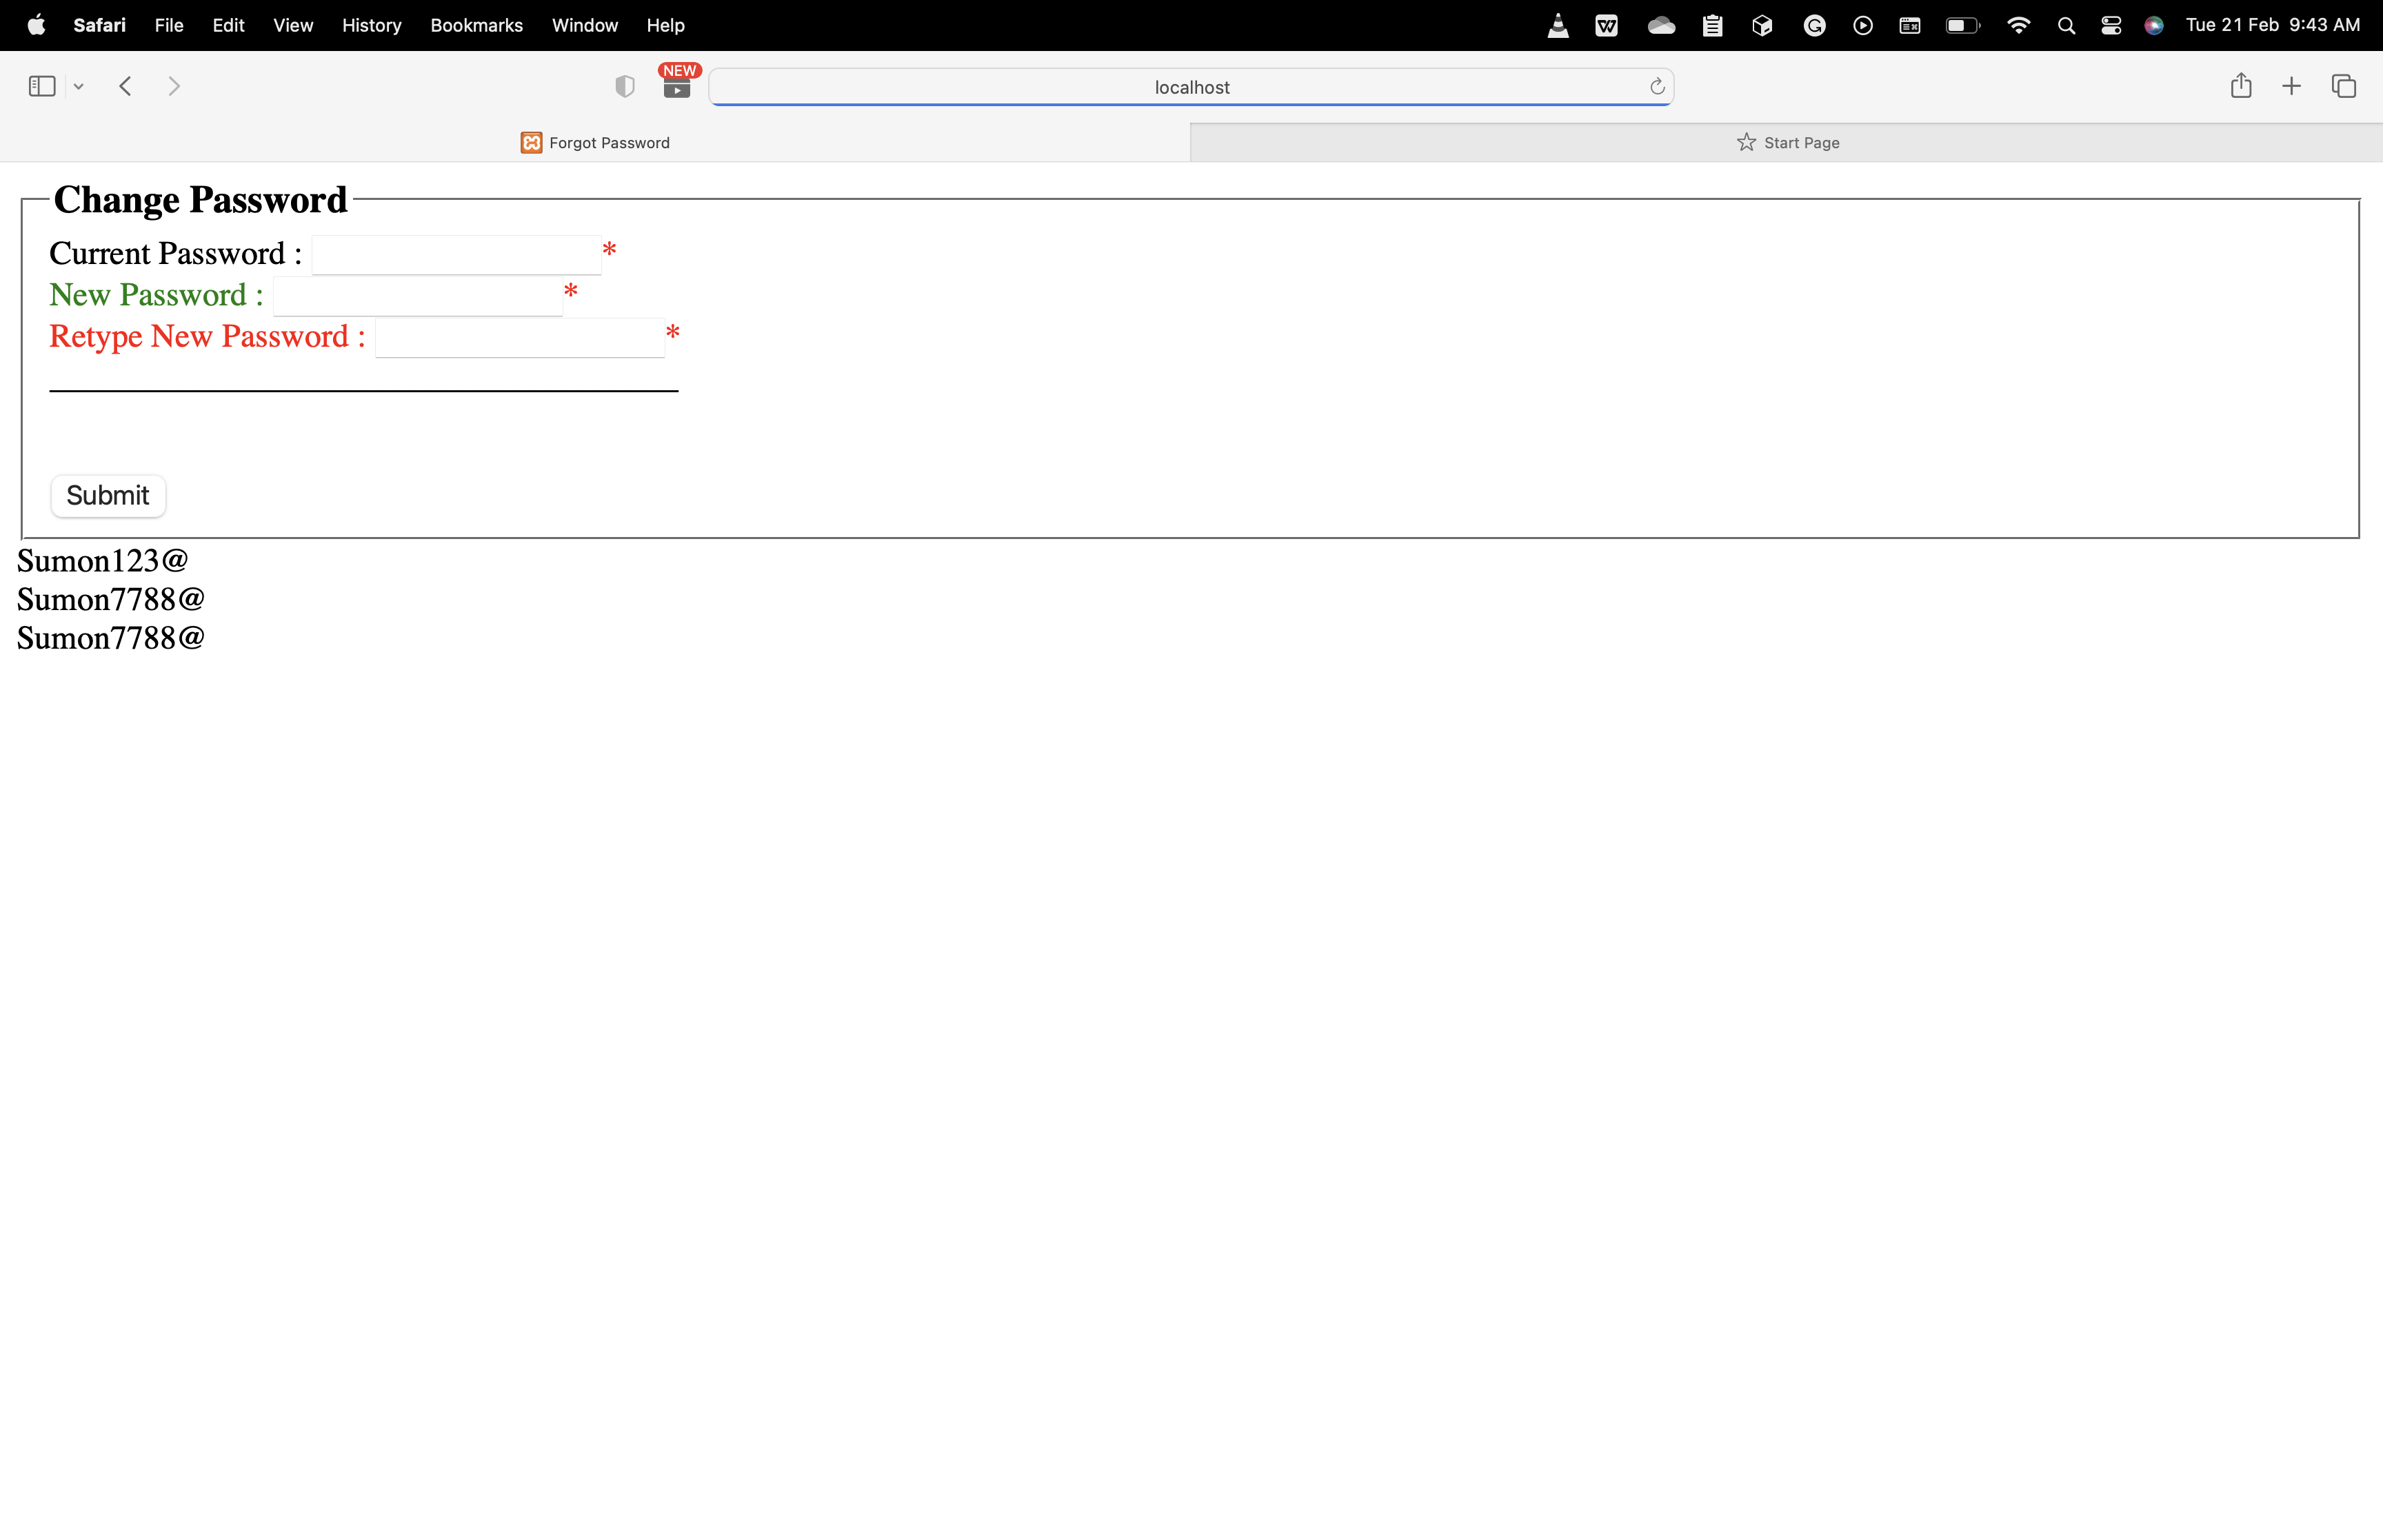 Safari File Edit View History Bookmarks Window Help Tue 21 Feb 9:43 AM
NEW
localhost
Forgot Password Start Page
Change Password
Current Password : *
New Password : *
Retype New Password : *
Submit
Sumon123@
Sumon7788@
Sumon7788@